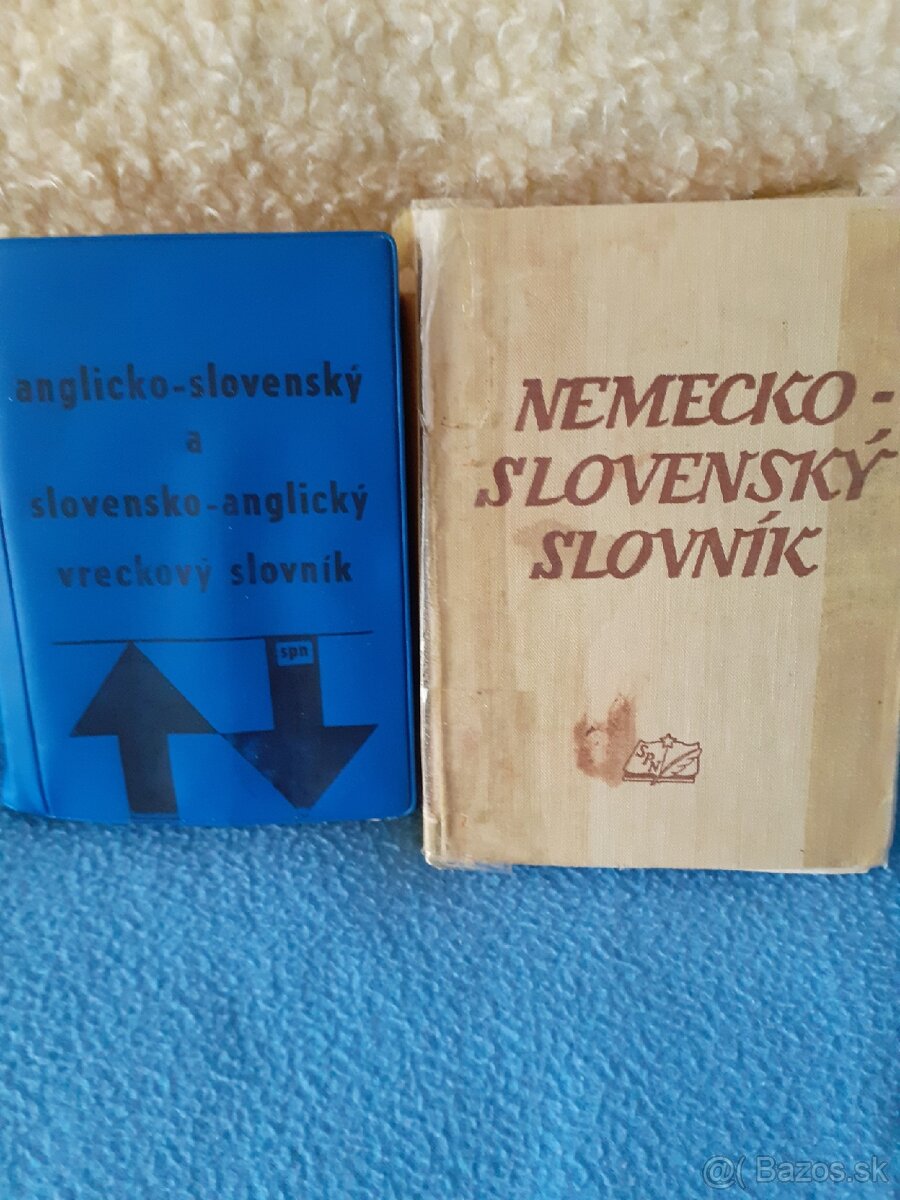 anglicko-slovenský
a
slovensko-anglický
vreckový slovník
spn
NEMECKO-
SLOVENSKÝ
SLOVNÍK
SPN
@( Bazos.sk